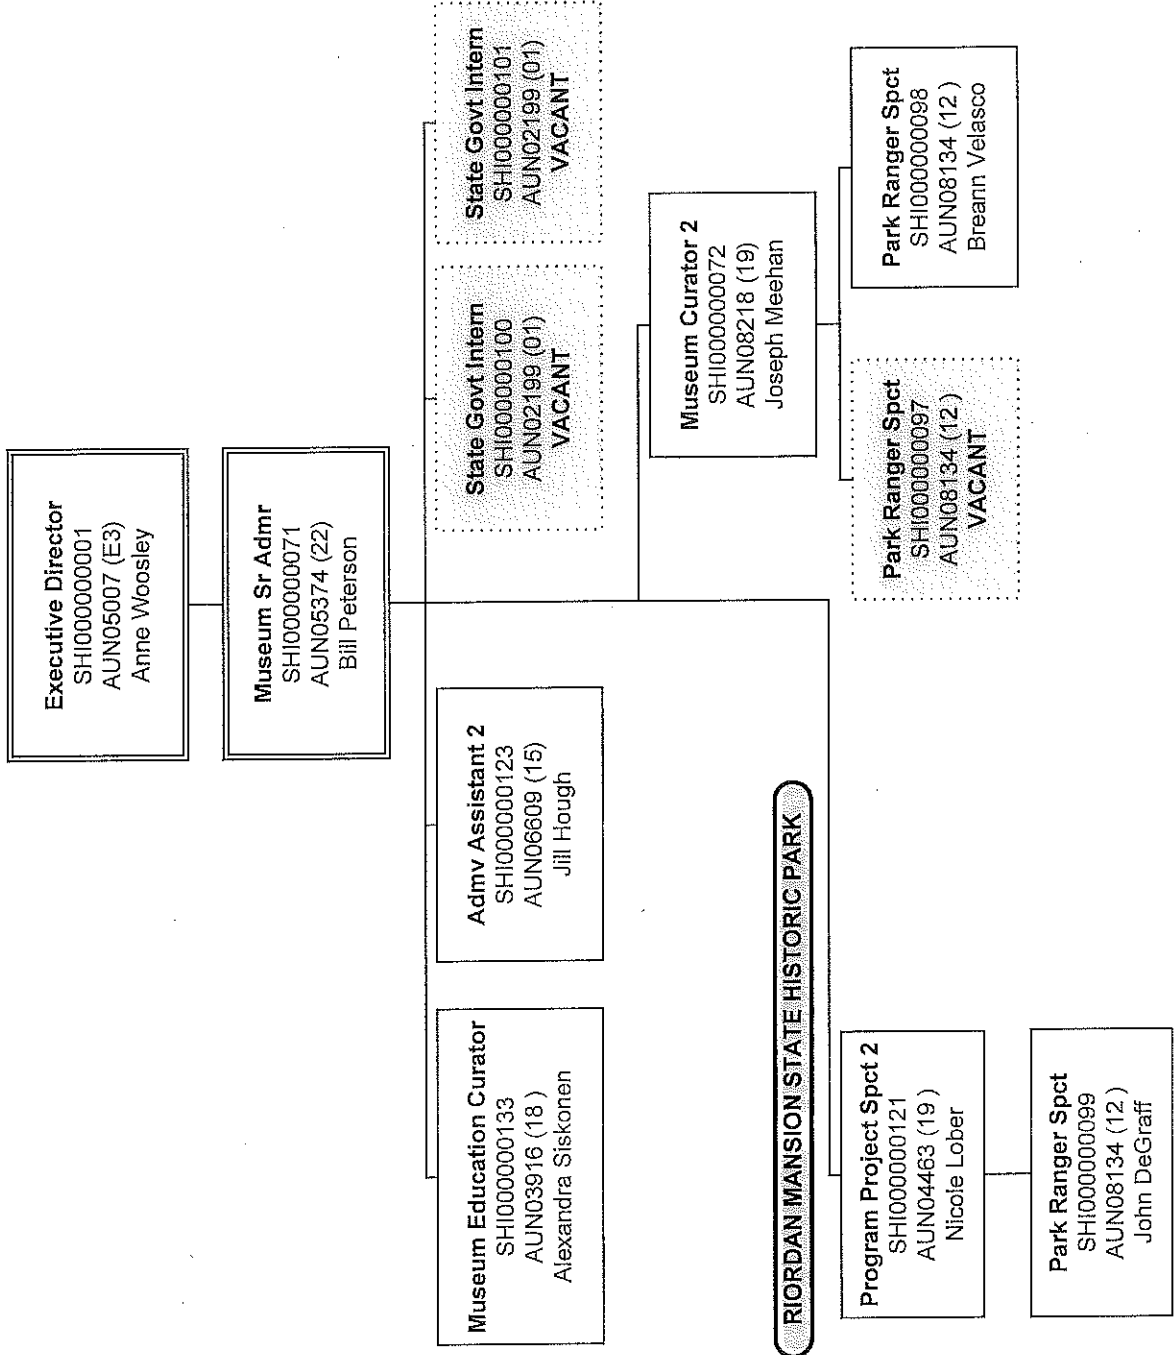 Executive Director
SHI000000001
AUN05007 (E3)
Anne Woosley
Museum Sr Admr
SHI000000071
AUN05374 (22)
Bill Peterson
Museum Education Curator
SHI000000133
AUN03916 (18 )
Alexandra Siskonen
Admv Assistant 2
SHI000000123
AUN06609 (15)
Jill Hough
State Govt Intern
SHI000000100
AUN02199 (01)
VACANT
State Govt Intern
SHI000000101
AUN02199 (01)
VACANT
Museum Curator 2
SHI000000072
AUN08218 (19)
Joseph Meehan
RIORDAN MANSION STATE HISTORIC PARK
Program Project Spct 2
SHI000000121
AUN04463 (19 )
Nicole Lober
Park Ranger Spct
SHI000000097
AUN08134 (12 )
VACANT
Park Ranger Spct
SHI000000098
AUN08134 (12 )
Breann Velasco
Park Ranger Spct
SHI000000099
AUN08134 (12 )
John DeGraff